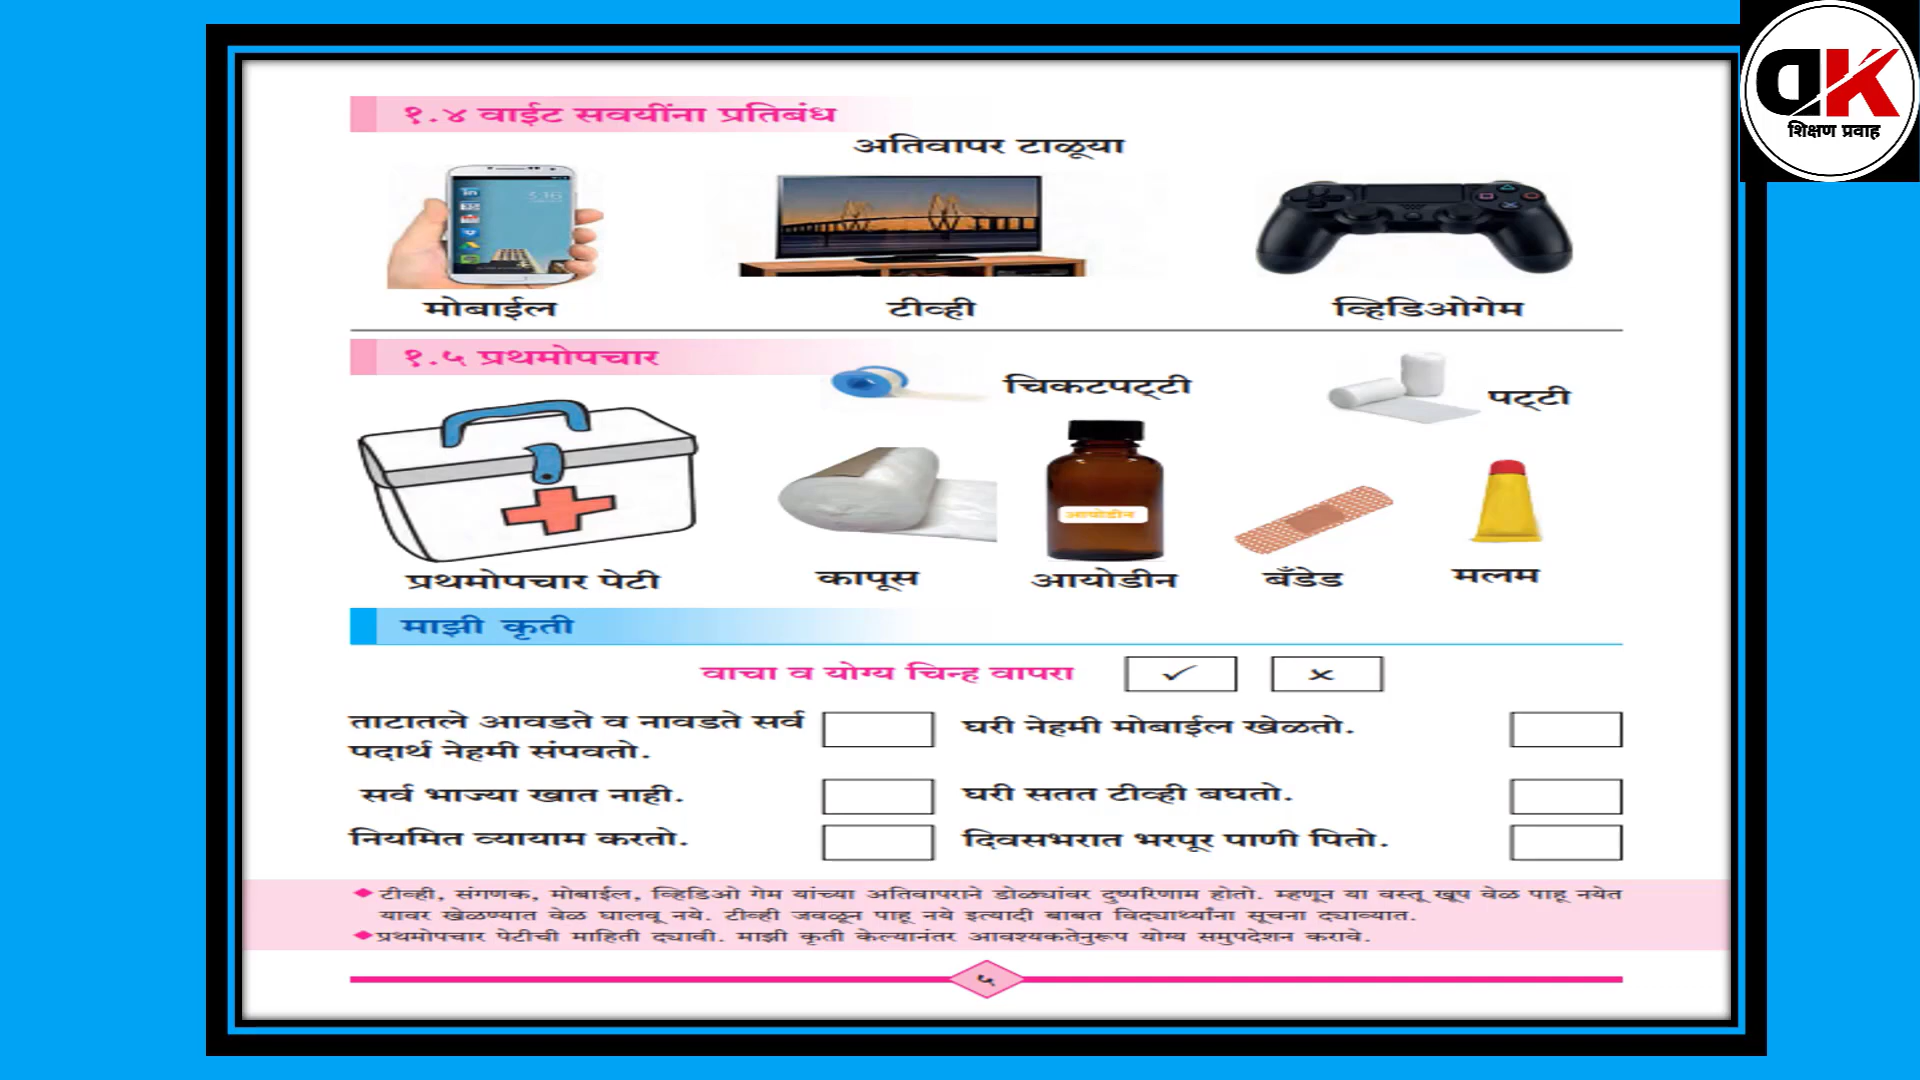 DK
शिक्षण प्रवाह
१.४ वाईट सवयींना प्रतिबंध
अतिवापर टाळूया
मोबाईल
टीव्ही
व्हिडिओगेम
१.५ प्रथमोपचार
चिकटपट्टी
पट्टी
आयोडीन
प्रथमोपचार पेटी
कापूस
आयोडीन
बँडेड
मलम
माझी कृती
वाचा व योग्य चिन्ह वापरा ✓ ×
ताटातले आवडते व नावडते सर्व
पदार्थ नेहमी संपवतो.
घरी नेहमी मोबाईल खेळतो.
सर्व भाज्या खात नाही.
घरी सतत टीव्ही बघतो.
नियमित व्यायाम करतो.
दिवसभरात भरपूर पाणी पितो.
◆ टीव्ही, संगणक, मोबाईल, व्हिडिओ गेम यांच्या अतिवापराने डोळ्यांवर दुष्परिणाम होतो. म्हणून या वस्तू खूप वेळ पाहू नयेत
यावर खेळण्यात वेळ घालवू नये. टीव्ही जवळून पाहू नये इत्यादी बाबत विद्यार्थ्यांना सूचना द्याव्यात.
◆ प्रथमोपचार पेटीची माहिती द्यावी. माझी कृती केल्यानंतर आवश्यकतेनुरूप योग्य समुपदेशन करावे.
५